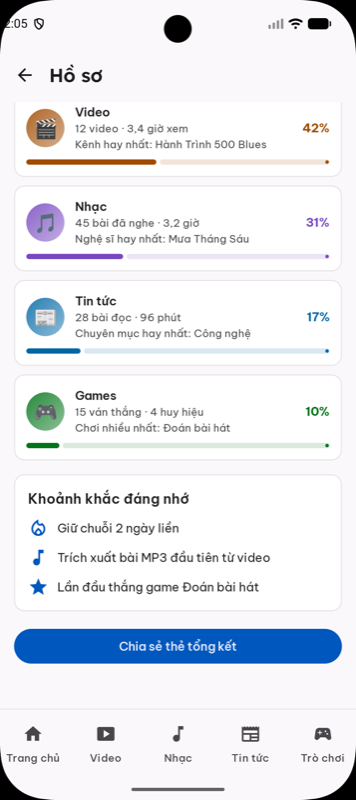 2:05
Hồ sơ
Video
12 video · 3,4 giờ xem
42%
Kênh hay nhất: Hành Trình 500 Blues
Nhạc
45 bài đã nghe · 3,2 giờ
31%
Nghệ sĩ hay nhất: Mưa Tháng Sáu
Tin tức
28 bài đọc · 96 phút
17%
Chuyên mục hay nhất: Công nghệ
Games
15 ván thắng · 4 huy hiệu
10%
Chơi nhiều nhất: Đoán bài hát
Khoảnh khắc đáng nhớ
Giữ chuỗi 2 ngày liền
Trích xuất bài MP3 đầu tiên từ video
Lần đầu thắng game Đoán bài hát
Chia sẻ thẻ tổng kết
Trang chủ
Video
Nhạc
Tin tức
Trò chơi